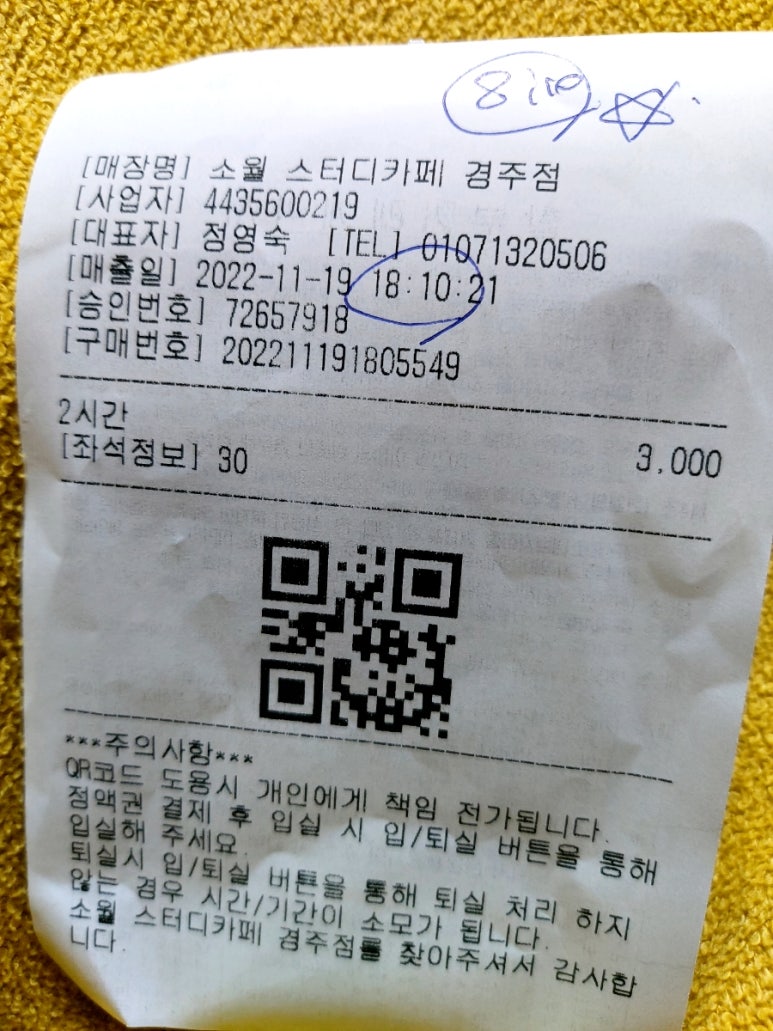 [매장명] 소월 스터디카페 경주점
[사업자] 4435600219
[대표자] 정영숙 [TEL] 01071320506
[매출일] 2022-11-19 18:10:21
[승인번호] 72657918
[구매번호] 202211191805549
2시간
3,000
[좌석정보] 30
***주의사항***
QR코드 도용시 개인에게 책임 전가됩니다.
정액권 결제 후 입실 시 입/퇴실 버튼을 통해
입실해 주세요.
퇴실시 입/퇴실 버튼을 통해 퇴실 처리 하지
않는 경우 시간/기간이 소모가 됩니다.
소월 스터디카페 경주점를 찾아주셔서 감사합
니다.